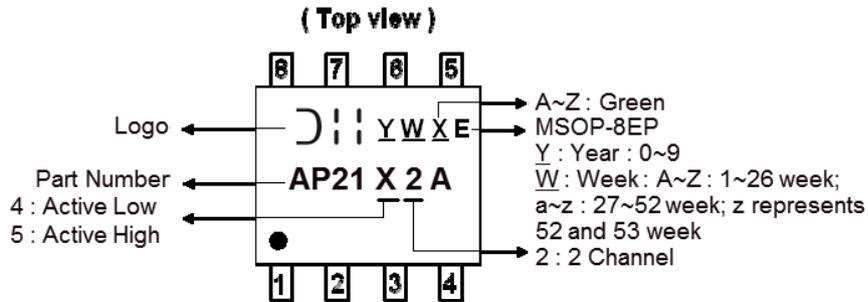 ( Top view )
8 7 6 5
Logo
Y W X E
A~Z : Green
MSOP-8EP
Y : Year : 0~9
W : Week : A~Z : 1~26 week;
a~z : 27~52 week; z represents
52 and 53 week
2 : 2 Channel
Part Number
AP21 X 2 A
4 : Active Low
5 : Active High
1 2 3 4